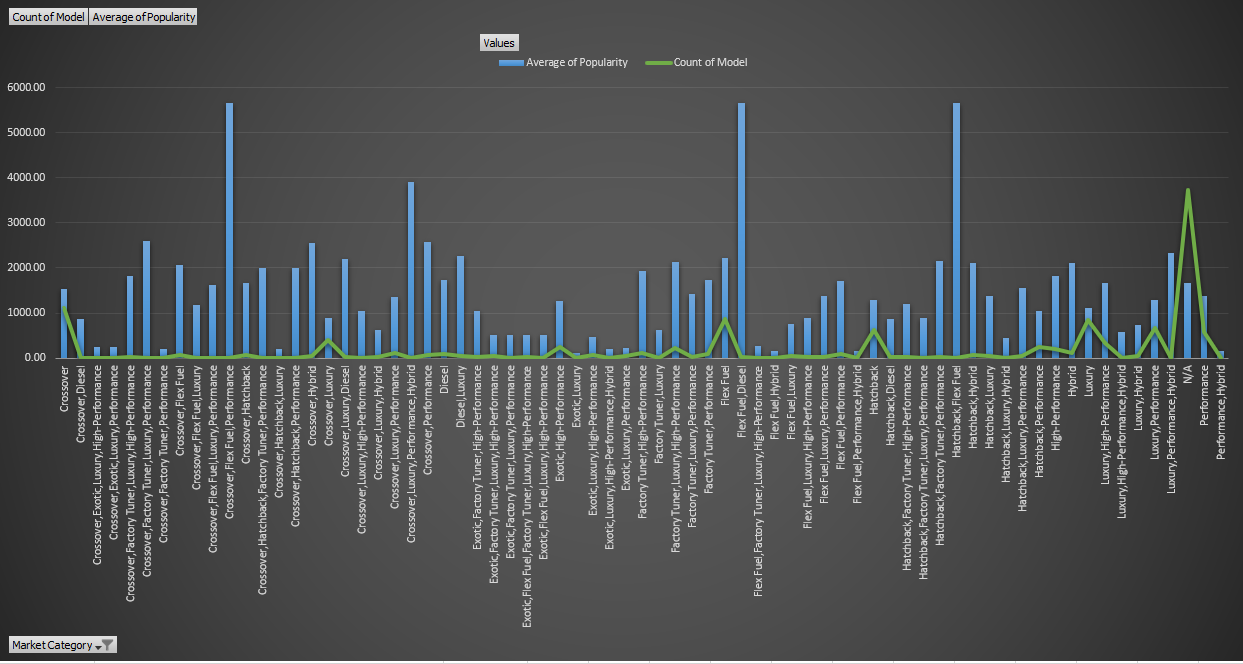 Count of Model Average of Popularity
Values
Average of Popularity Count of Model
6000.00
5000.00
4000.00
3000.00
2000.00
1000.00
0.00
Crossover
Crossover,Diesel
Crossover,Exotic,Luxury,High-Performance
Crossover,Exotic,Luxury,Performance
Crossover,Factory Tuner,Luxury,High-Performance
Crossover,Factory Tuner,Luxury,Performance
Crossover,Factory Tuner,Performance
Crossover,Flex Fuel
Crossover,Flex Fuel,Luxury
Crossover,Flex Fuel,Luxury,Performance
Crossover,Flex Fuel,Performance
Crossover,Hatchback
Crossover,Hatchback,Factory Tuner,Performance
Crossover,Hatchback,Luxury
Crossover,Hatchback,Performance
Crossover,Hybrid
Crossover,Luxury
Crossover,Luxury,Diesel
Crossover,Luxury,High-Performance
Crossover,Luxury,Hybrid
Crossover,Luxury,Performance
Crossover,Luxury,Performance,Hybrid
Crossover,Performance
Diesel
Diesel,Luxury
Exotic,Factory Tuner,High-Performance
Exotic,Factory Tuner,Luxury,High-Performance
Exotic,Factory Tuner,Luxury,Performance
Exotic,Flex Fuel,Factory Tuner,Luxury,High-Performance
Exotic,Flex Fuel,Luxury,High-Performance
Exotic,High-Performance
Exotic,Luxury
Exotic,Luxury,High-Performance
Exotic,Luxury,High-Performance,Hybrid
Exotic,Luxury,Performance
Factory Tuner,High-Performance
Factory Tuner,Luxury
Factory Tuner,Luxury,High-Performance
Factory Tuner,Luxury,Performance
Factory Tuner,Performance
Flex Fuel
Flex Fuel,Diesel
Flex Fuel,Factory Tuner,Luxury,High-Performance
Flex Fuel,Hybrid
Flex Fuel,Luxury
Flex Fuel,Luxury,High-Performance
Flex Fuel,Luxury,Performance
Flex Fuel,Performance
Flex Fuel,Performance,Hybrid
Hatchback
Hatchback,Diesel
Hatchback,Factory Tuner,High-Performance
Hatchback,Factory Tuner,Luxury,Performance
Hatchback,Factory Tuner,Performance
Hatchback,Flex Fuel
Hatchback,Hybrid
Hatchback,Luxury
Hatchback,Luxury,Hybrid
Hatchback,Luxury,Performance
Hatchback,Performance
High-Performance
Hybrid
Luxury
Luxury,High-Performance
Luxury,High-Performance,Hybrid
Luxury,Hybrid
Luxury,Performance
Luxury,Performance,Hybrid
N/A
Performance
Performance,Hybrid
Market Category